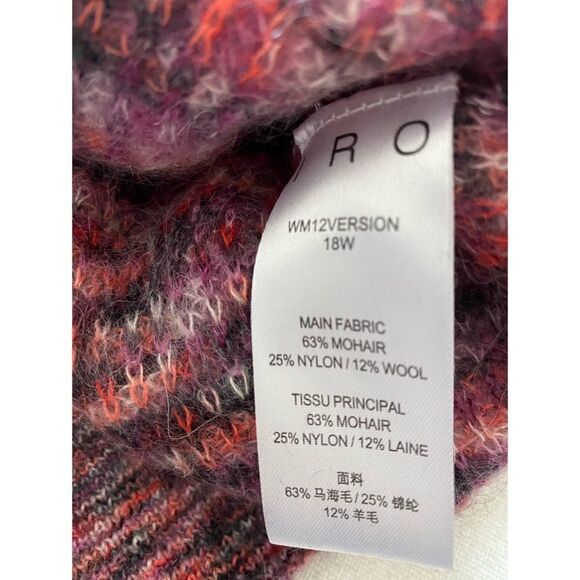 IRO
WM12VERSION
18W
MAIN FABRIC
63% MOHAIR
25% NYLON / 12% WOOL
TISSU PRINCIPAL
63% MOHAIR
25% NYLON / 12% LAINE
面料
63% 马海毛 / 25% 锦纶
12% 羊毛